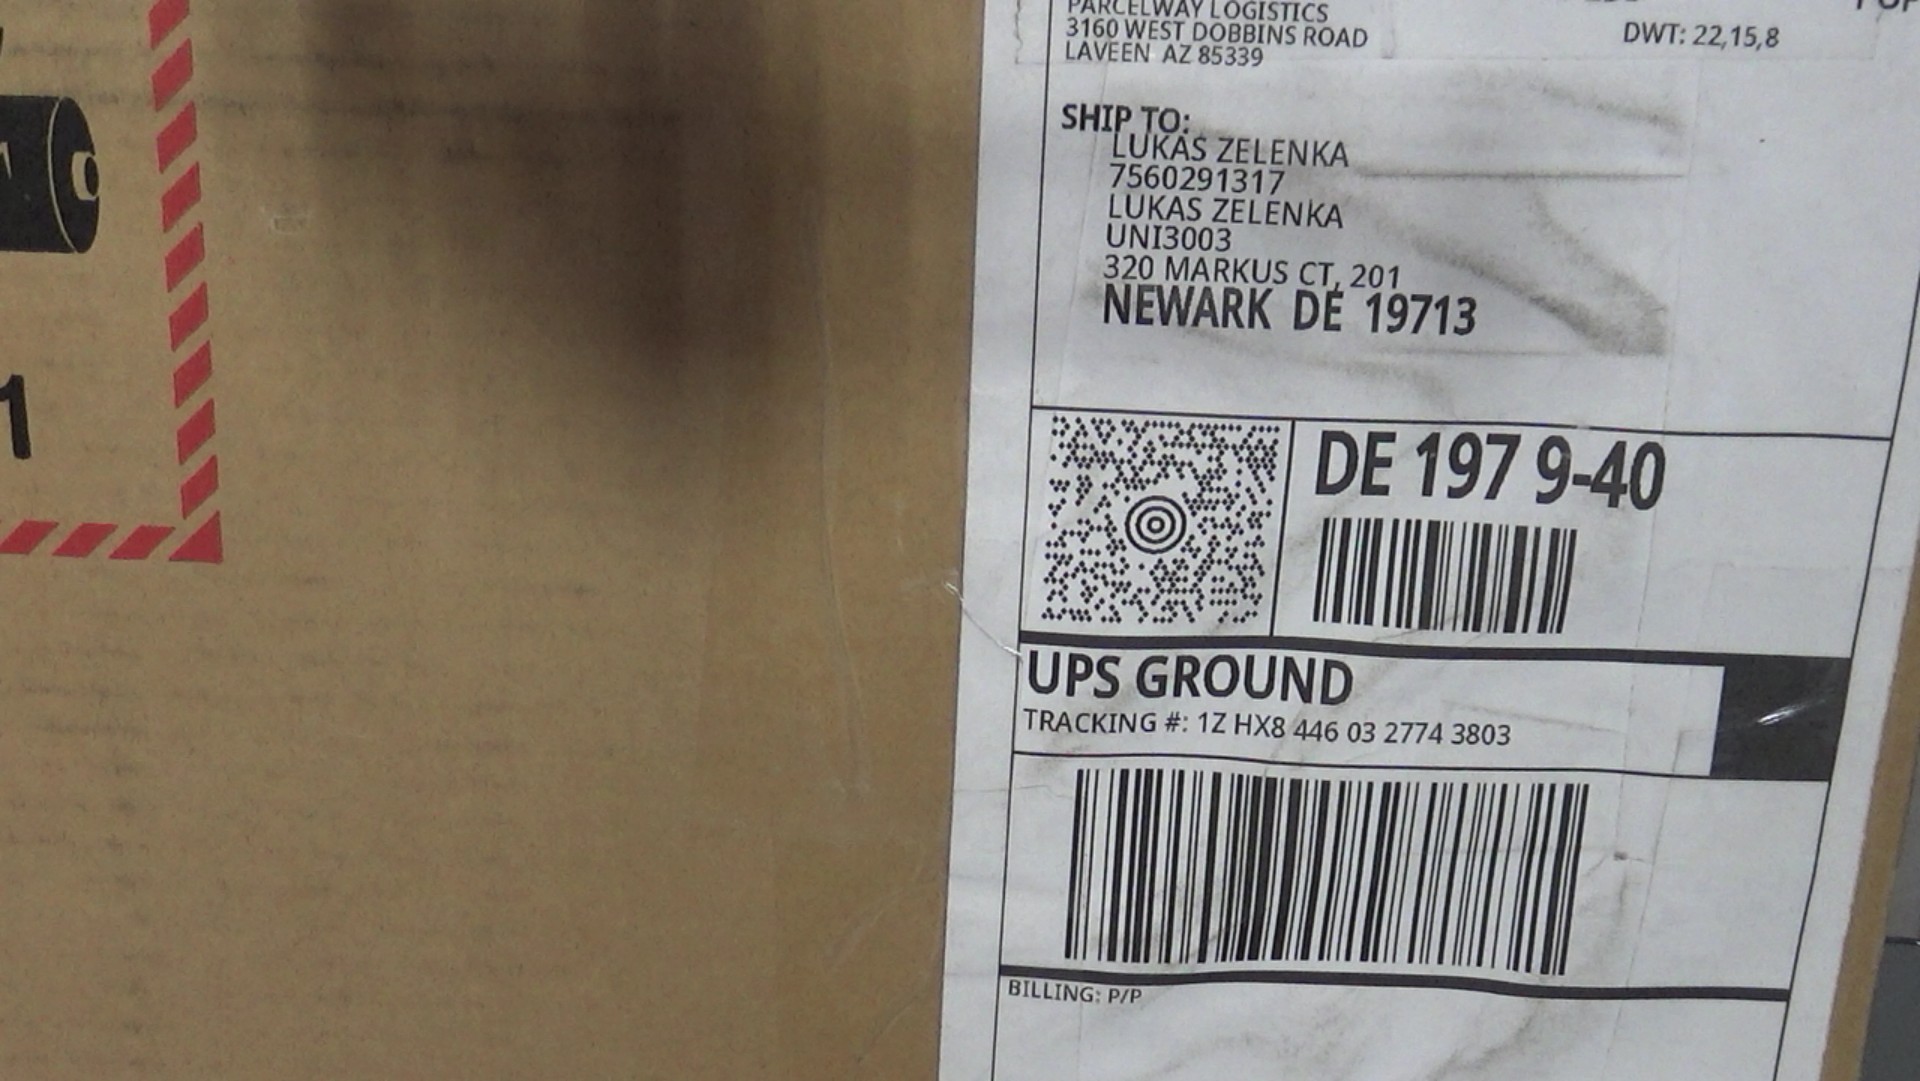 PARCELWAY LOGISTICS
3160 WEST DOBBINS ROAD
LAVEEN AZ 85339
DWT: 22,15,8
SHIP TO:
LUKAS ZELENKA
7560291317
LUKAS ZELENKA
UNI3003
320 MARKUS CT, 201
NEWARK DE 19713
1
DE 197 9-40
UPS GROUND
TRACKING #: 1Z HX8 446 03 2774 3803
BILLING: P/P